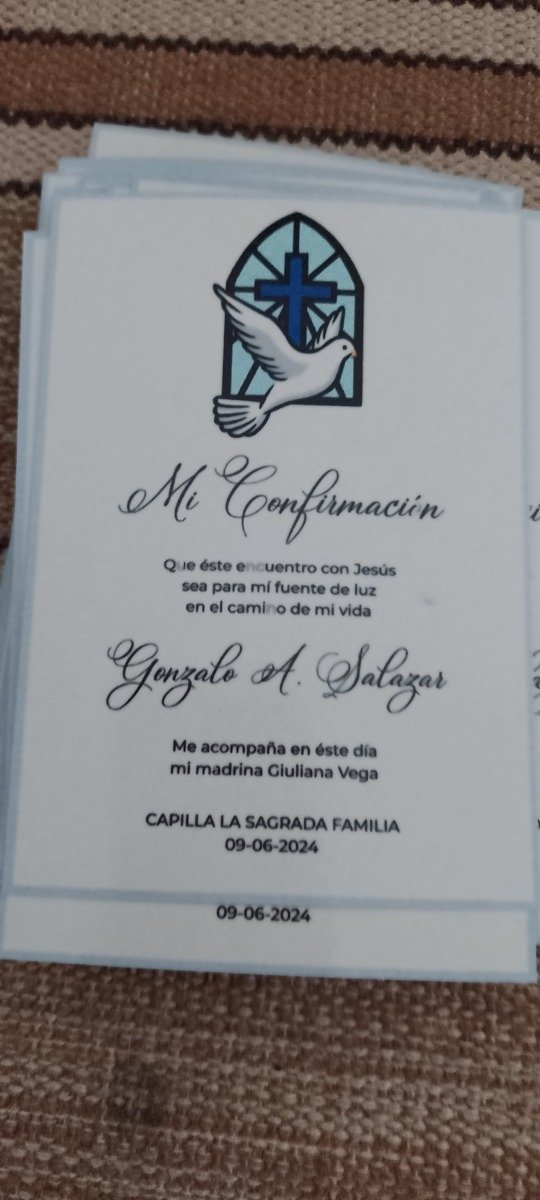 Mi Confirmación
Que éste encuentro con Jesús
sea para mí fuente de luz
en el camino de mi vida
Gonzalo A. Salazar
Me acompaña en éste día
mi madrina Giuliana Vega
CAPILLA LA SAGRADA FAMILIA
09-06-2024
09-06-2024